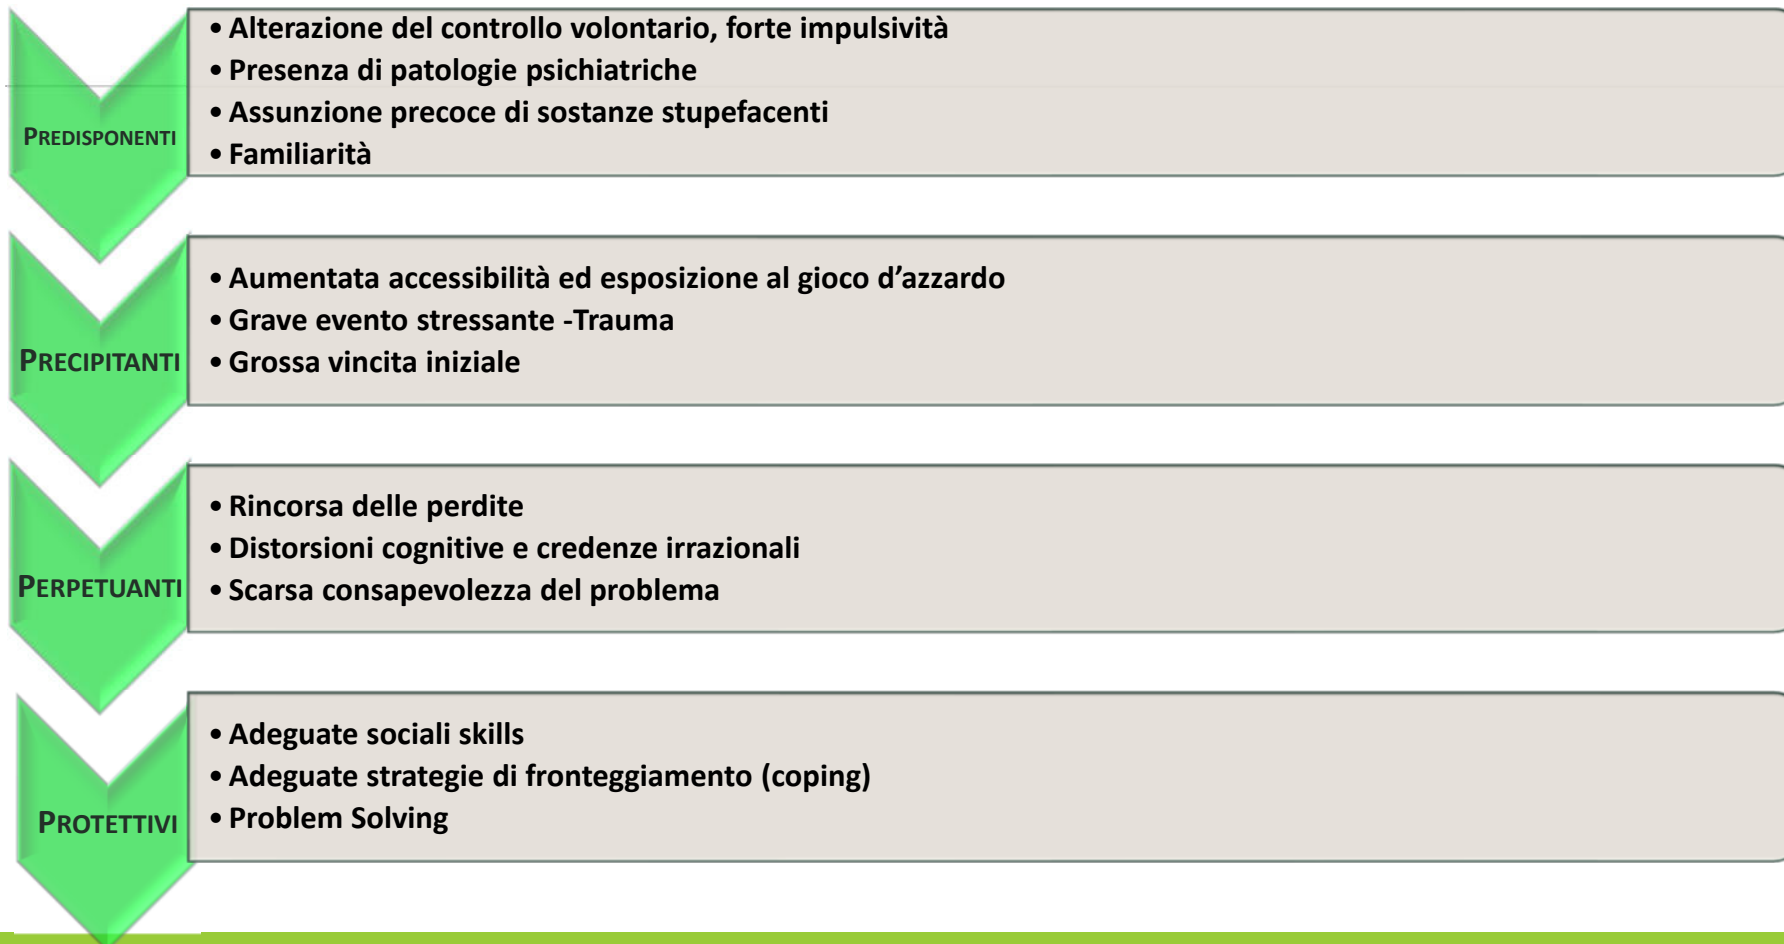 PREDISPONENTI
• Alterazione del controllo volontario, forte impulsività
• Presenza di patologie psichiatriche
• Assunzione precoce di sostanze stupefacenti
• Familiarità
PRECIPITANTI
• Aumentata accessibilità ed esposizione al gioco d’azzardo
• Grave evento stressante -Trauma
• Grossa vincita iniziale
PERPETUANTI
• Rincorsa delle perdite
• Distorsioni cognitive e credenze irrazionali
• Scarsa consapevolezza del problema
PROTETTIVI
• Adeguate sociali skills
• Adeguate strategie di fronteggiamento (coping)
• Problem Solving